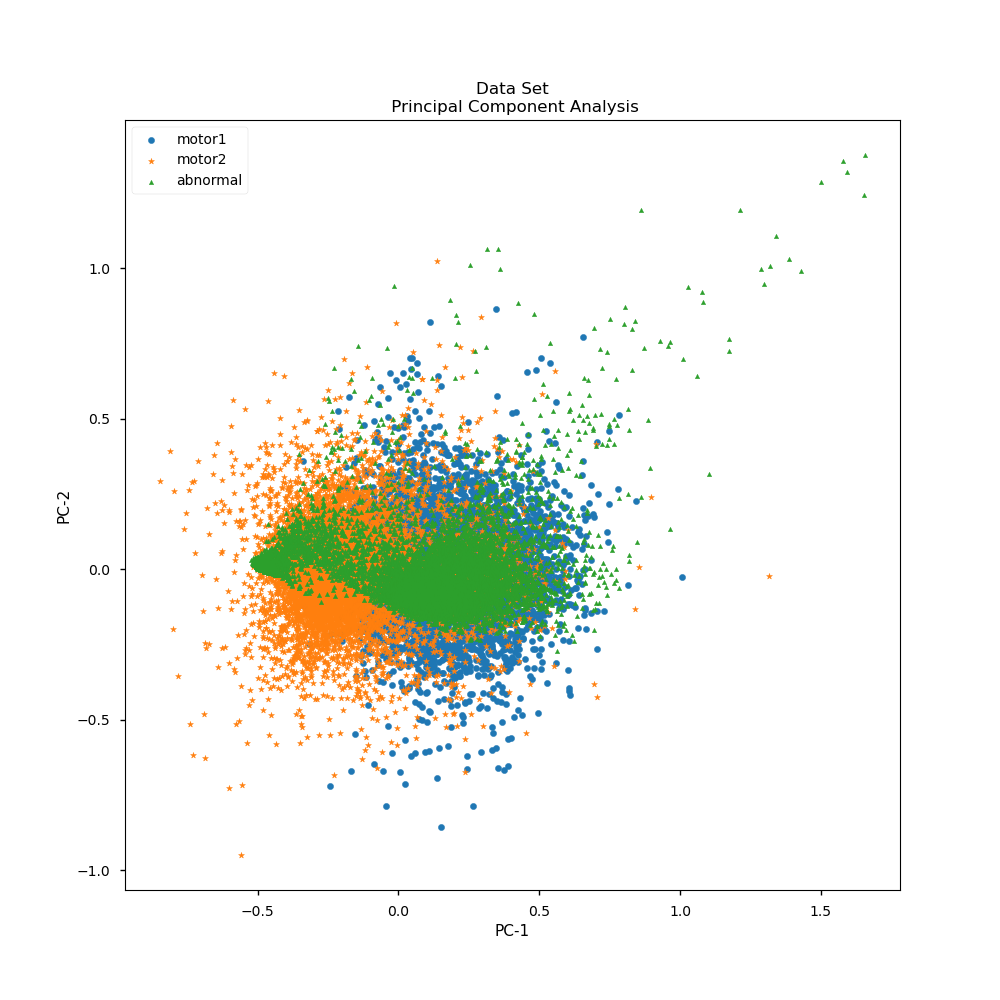 Data Set
Principal Component Analysis
motor1
motor2
abnormal
1.0
0.5
0.0
−0.5
−1.0
PC-2
−0.5
0.0
0.5
1.0
1.5
PC-1